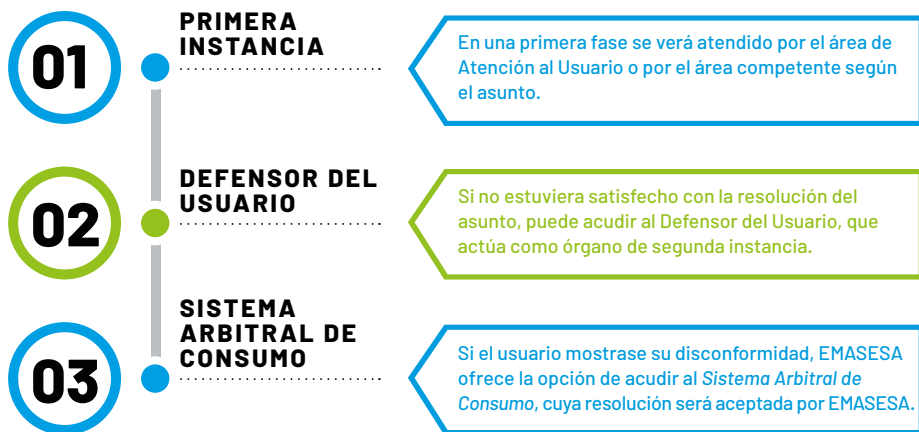 01
PRIMERA
INSTANCIA
En una primera fase se verá atendido por el área de
Atención al Usuario o por el área competente según
el asunto.
02
DEFENSOR DEL
USUARIO
Si no estuviera satisfecho con la resolución del
asunto, puede acudir al Defensor del Usuario, que
actúa como órgano de segunda instancia.
03
SISTEMA
ARBITRAL DE
CONSUMO
Si el usuario mostrase su disconformidad, EMASESA
ofrece la opción de acudir al Sistema Arbitral de
Consumo, cuya resolución será aceptada por EMASESA.